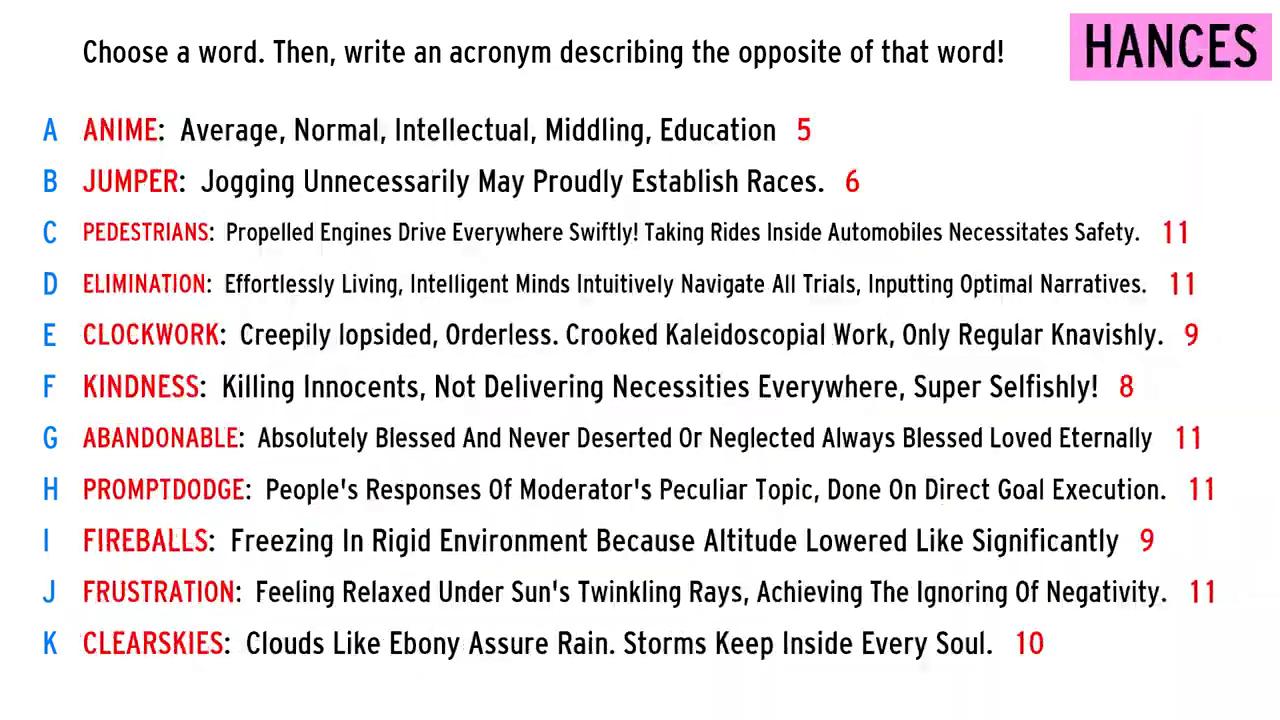 Choose a word. Then, write an acronym describing the opposite of that word!
HANCES
A ANIME: Average, Normal, Intellectual, Middling, Education 5
B JUMPER: Jogging Unnecessarily May Proudly Establish Races. 6
C PEDESTRIANS: Propelled Engines Drive Everywhere Swiftly! Taking Rides Inside Automobiles Necessitates Safety. 11
D ELIMINATION: Effortlessly Living, Intelligent Minds Intuitively Navigate All Trials, Inputting Optimal Narratives. 11
E CLOCKWORK: Creepily lopsided, Orderless. Crooked Kaleidoscopial Work, Only Regular Knavishly. 9
F KINDNESS: Killing Innocents, Not Delivering Necessities Everywhere, Super Selfishly! 8
G ABANDONABLE: Absolutely Blessed And Never Deserted Or Neglected Always Blessed Loved Eternally 11
H PROMPTDODGE: People's Responses Of Moderator's Peculiar Topic, Done On Direct Goal Execution. 11
I FIREBALLS: Freezing In Rigid Environment Because Altitude Lowered Like Significantly 9
J FRUSTRATION: Feeling Relaxed Under Sun's Twinkling Rays, Achieving The Ignoring Of Negativity. 11
K CLEARSKIES: Clouds Like Ebony Assure Rain. Storms Keep Inside Every Soul. 10